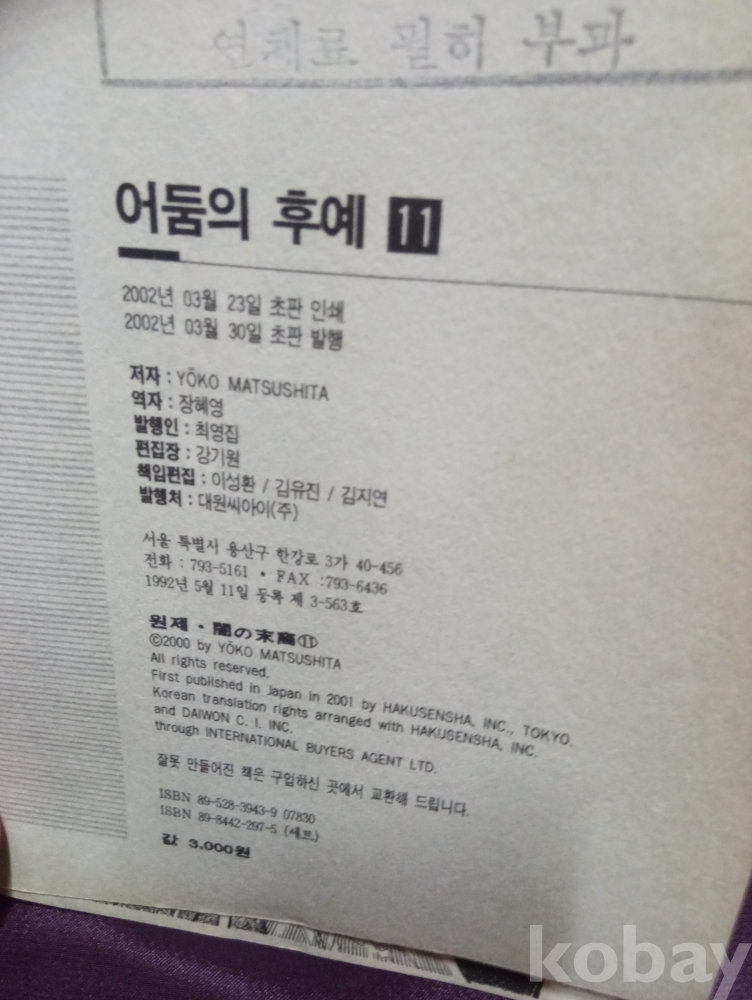 연체료 필히 부과
어둠의 후예 11
2002년 03월 23일 초판 인쇄
2002년 03월 30일 초판 발행
저자 : YŌKO MATSUSHITA
역자 : 장혜영
발행인 : 최영집
편집장 : 강기원
책임편집 : 이성환 / 김유진 / 김지연
발행처 : 대원씨아이(주)
서울 특별시 용산구 한강로 3가 40-456
전화 : 793-5161 • FAX :793-6436
1992년 5월 11일 등록 제 3-563호
원제 · 闇の末裔⑪
©2000 by YŌKO MATSUSHITA
All rights reserved.
First published in Japan in 2001 by HAKUSENSHA, INC., TOKYO.
Korean translation rights arranged with HAKUSENSHA, INC.
and DAIWON C. I. INC.
through INTERNATIONAL BUYERS AGENT LTD.
잘못 만들어진 책은 구입하신 곳에서 교환해 드립니다.
ISBN 89-528-3943-9 07830
ISBN 89-8442-297-5 (세트)
값 3,000원
kobay